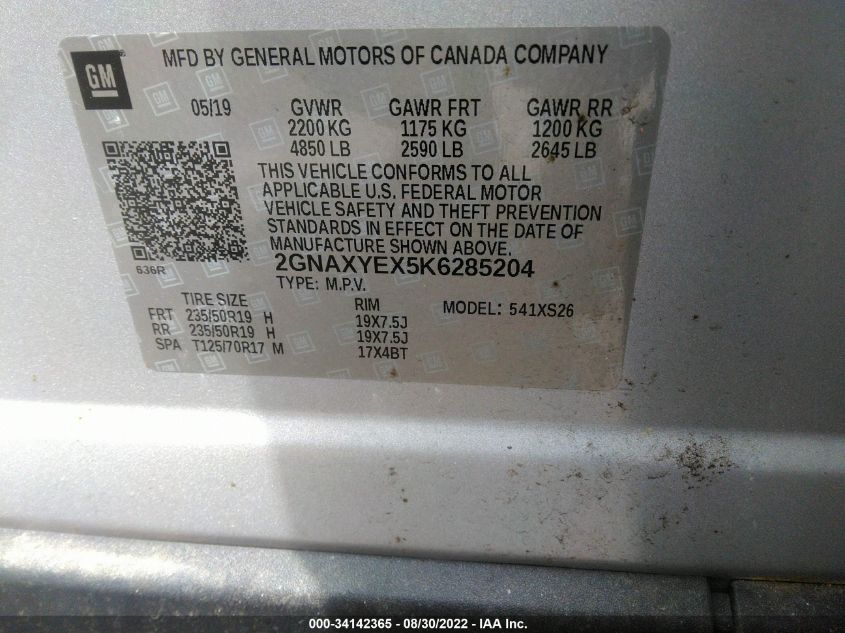 GM
MFD BY GENERAL MOTORS OF CANADA COMPANY
05/19 GVWR GAWR FRT GAWR RR
2200 KG 1175 KG 1200 KG
4850 LB 2590 LB 2645 LB
THIS VEHICLE CONFORMS TO ALL
APPLICABLE U.S. FEDERAL MOTOR
VEHICLE SAFETY AND THEFT PREVENTION
STANDARDS IN EFFECT ON THE DATE OF
MANUFACTURE SHOWN ABOVE.
636R
2GNAXYEX5K6285204
TYPE: M.P.V.
TIRE SIZE RIM MODEL: 541XS26
FRT 235/50R19 H 19X7.5J
RR 235/50R19 H 19X7.5J
SPA T125/70R17 M 17X4BT
000-34142365 - 08/30/2022 - IAA Inc.